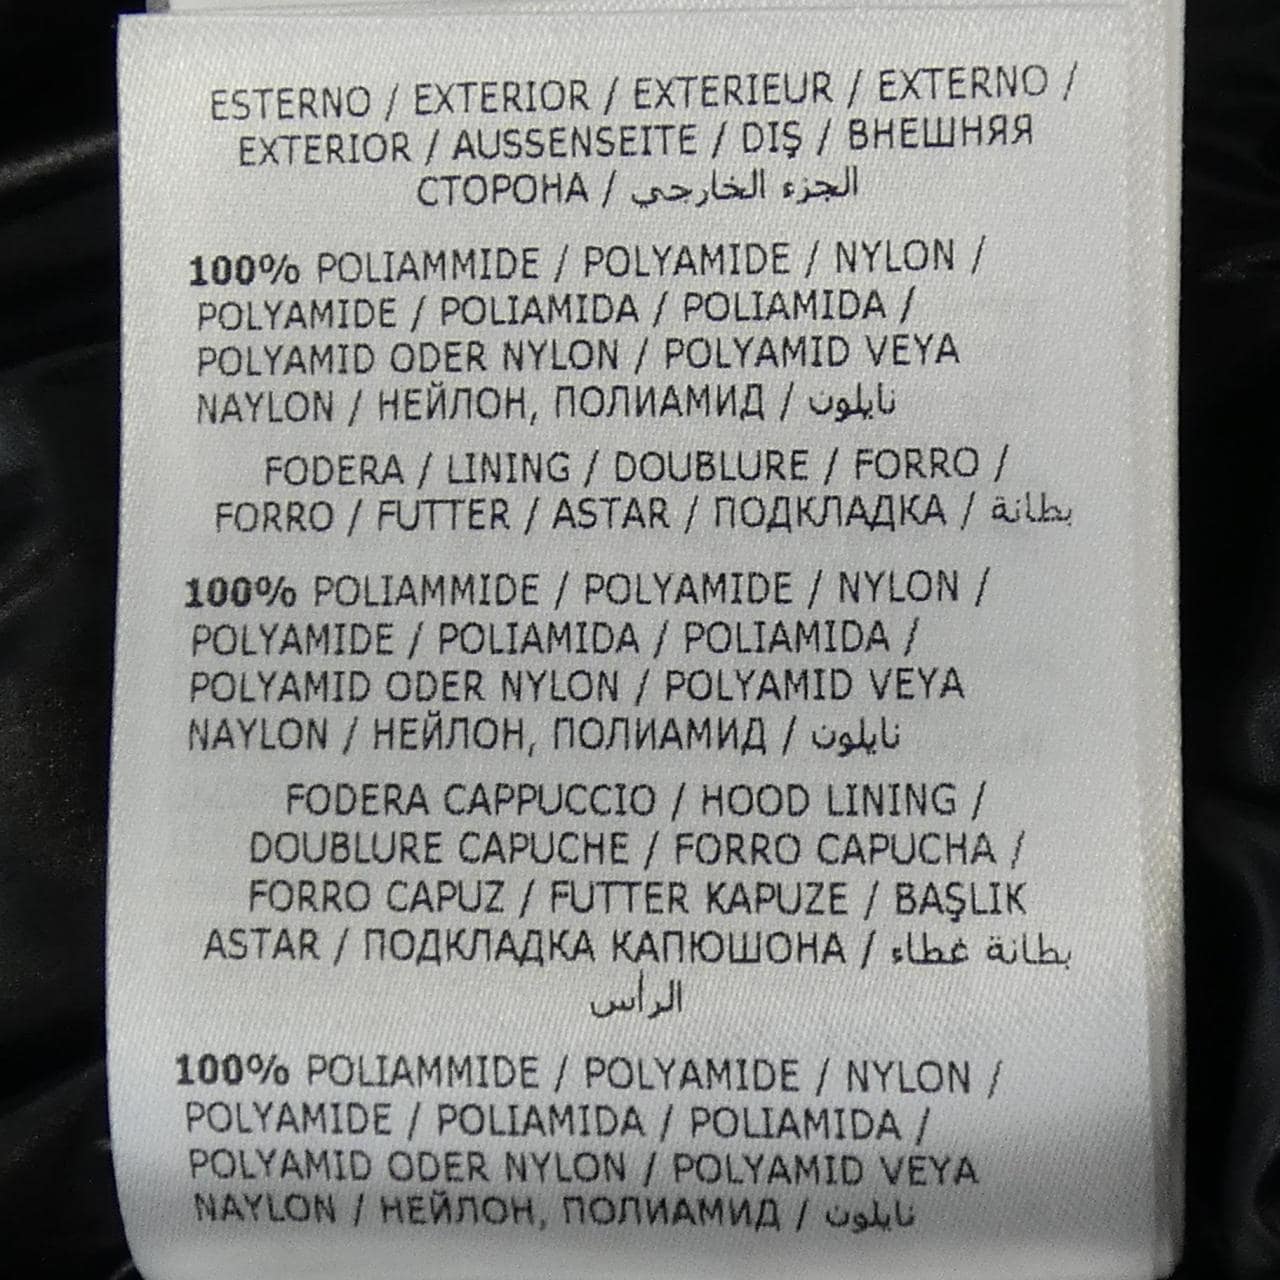 ESTERNO / EXTERIOR / EXTERIEUR / EXTERNO /
EXTERIOR / AUSSENSEITE / DIŞ / ВНЕШНЯЯ
СТОРОНА / الجزء الخارجي
100% POLIAMMIDE / POLYAMIDE / NYLON /
POLYAMIDE / POLIAMIDA / POLIAMIDA /
POLYAMID ODER NYLON / POLYAMID VEYA
NAYLON / НЕЙЛОН, ПОЛИАМИД / نايلون
FODERA / LINING / DOUBLURE / FORRO /
FORRO / FUTTER / ASTAR / ПОДКЛАДКА / بطانة
100% POLIAMMIDE / POLYAMIDE / NYLON /
POLYAMIDE / POLIAMIDA / POLIAMIDA /
POLYAMID ODER NYLON / POLYAMID VEYA
NAYLON / НЕЙЛОН, ПОЛИАМИД / نايلون
FODERA CAPPUCCIO / HOOD LINING /
DOUBLURE CAPUCHE / FORRO CAPUCHA /
FORRO CAPUZ / FUTTER KAPUZE / BAŞLIK
ASTAR / ПОДКЛАДКА КАПЮШОНА / بطانة غطاء
الرأس
100% POLIAMMIDE / POLYAMIDE / NYLON /
POLYAMIDE / POLIAMIDA / POLIAMIDA /
POLYAMID ODER NYLON / POLYAMID VEYA
NAYLON / НЕЙЛОН, ПОЛИАМИД / نايلون